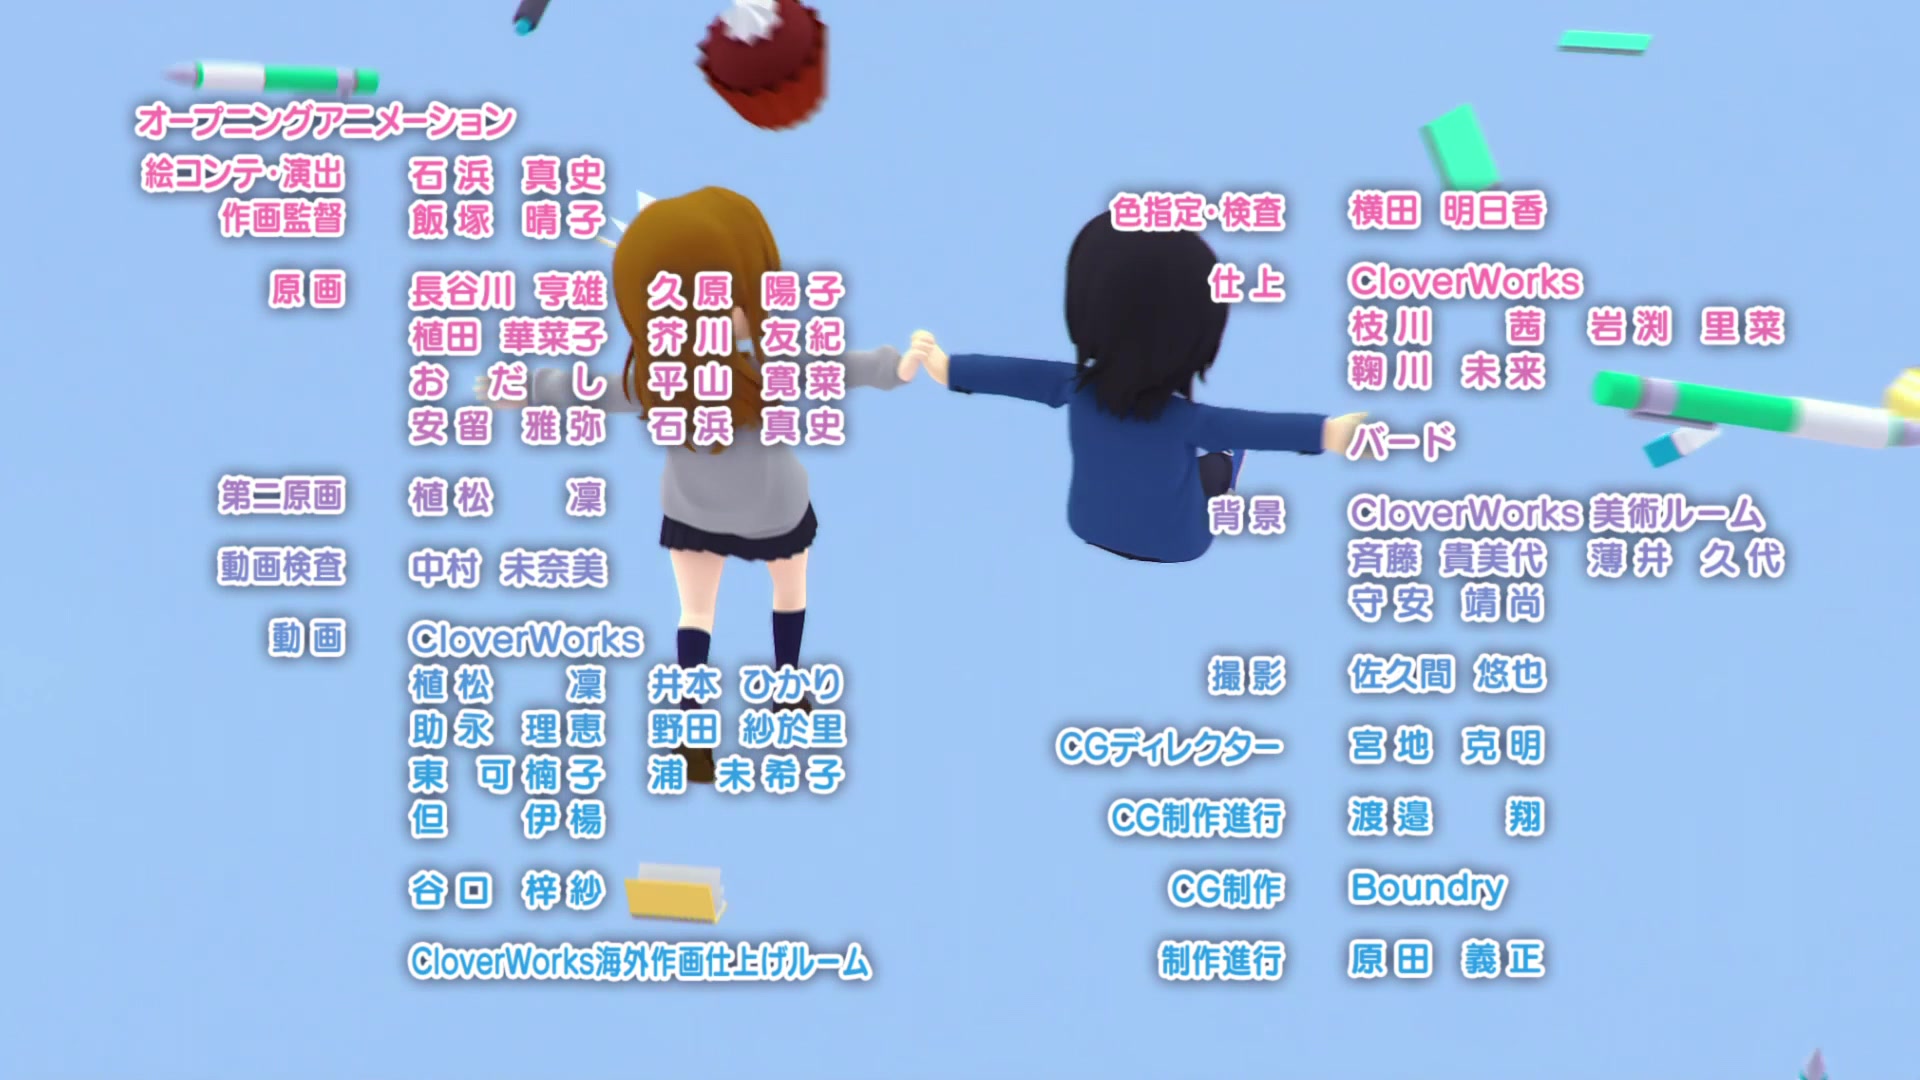 オープニングアニメーション
絵コンテ・演出 石浜 真史
作画監督 飯塚 晴子
原画 長谷川 亨雄 久原 陽子
植田 華菜子 芥川 友紀
おだし 平山 寛菜
安留 雅弥 石浜 真史
第二原画 植松 凜
動画検査 中村 未奈美
動画 CloverWorks
植松 凜 井本 ひかり
助永 理恵 野田 紗於里
東 可楠子 浦 未希子
但 伊楊
谷口 梓紗
CloverWorks海外作画仕上げルーム
色指定・検査 横田 明日香
仕上 CloverWorks
枝川 茜 岩渕 里菜
鞠川 未来
バード
背景 CloverWorks 美術ルーム
斉藤 貴美代 薄井 久代
守安 靖尚
撮影 佐久間 悠也
CGディレクター 宮地 克明
CG制作進行 渡邉 翔
CG制作 Boundry
制作進行 原田 義正